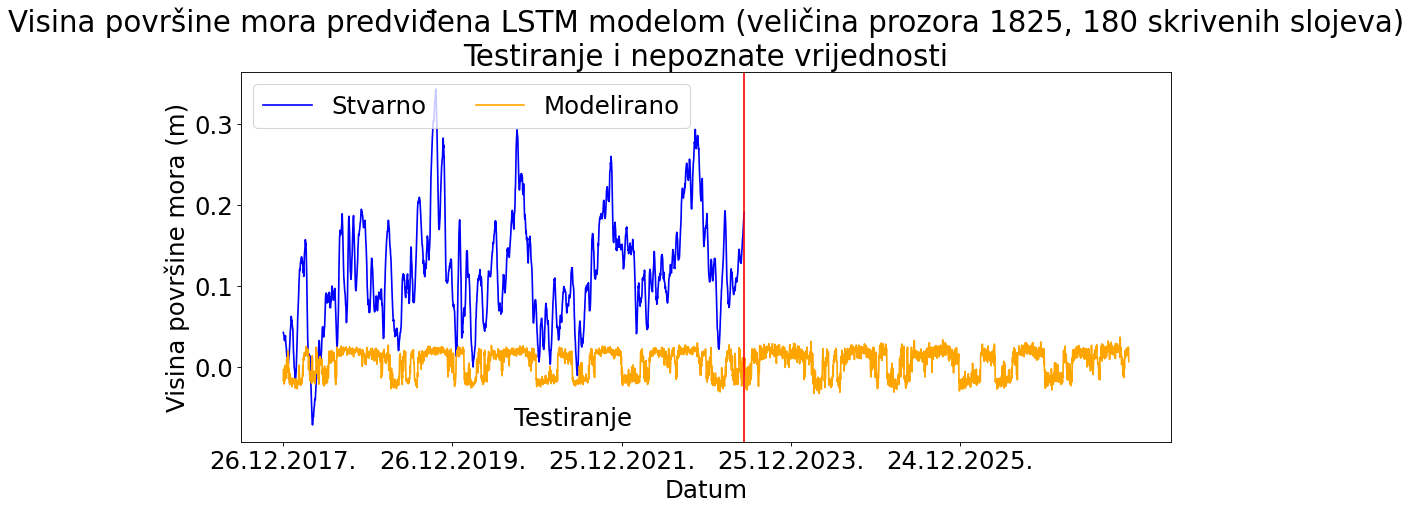 Visina površine mora predviđena LSTM modelom (veličina prozora 1825, 180 skrivenih slojeva)
Testiranje i nepoznate vrijednosti
Stvarno
Modelirano
Visina površine mora (m)
0.3
0.2
0.1
0.0
Testiranje
26.12.2017.
26.12.2019.
25.12.2021.
25.12.2023.
24.12.2025.
Datum